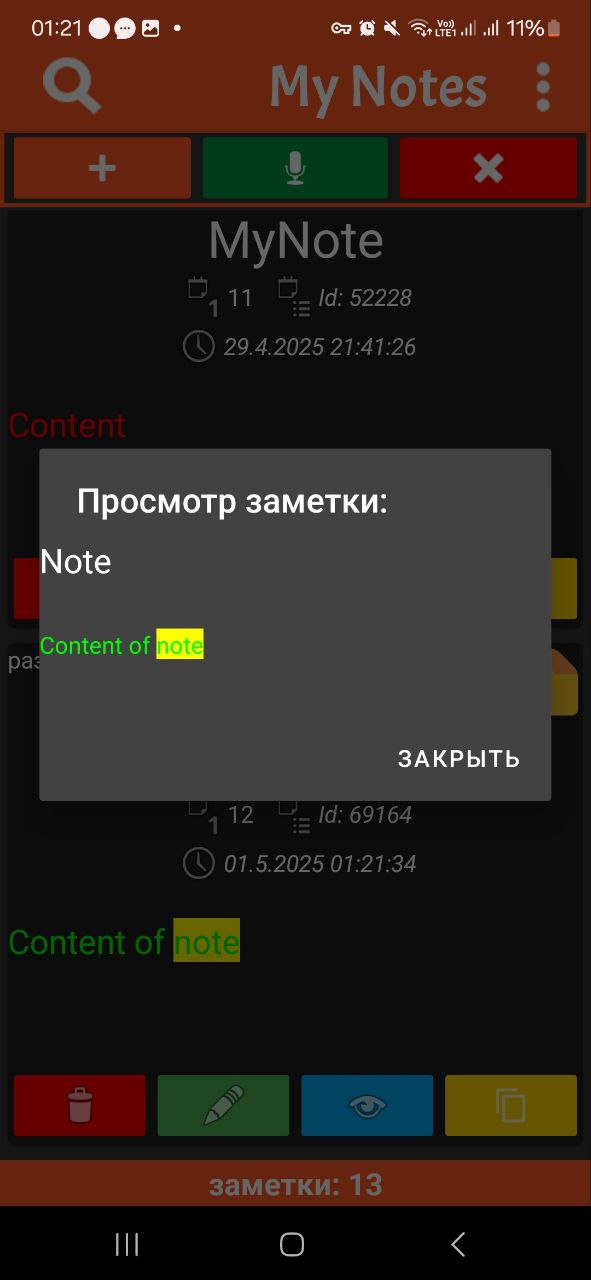 01:21 Vo)) LTE1 11%
My Notes
MyNote
1 11 Id: 52228
29.4.2025 21:41:26
Content
Просмотр заметки:
Note
Content of note
раз
ЗАКРЫТЬ
1 12 Id: 69164
01.5.2025 01:21:34
Content of note
заметки: 13